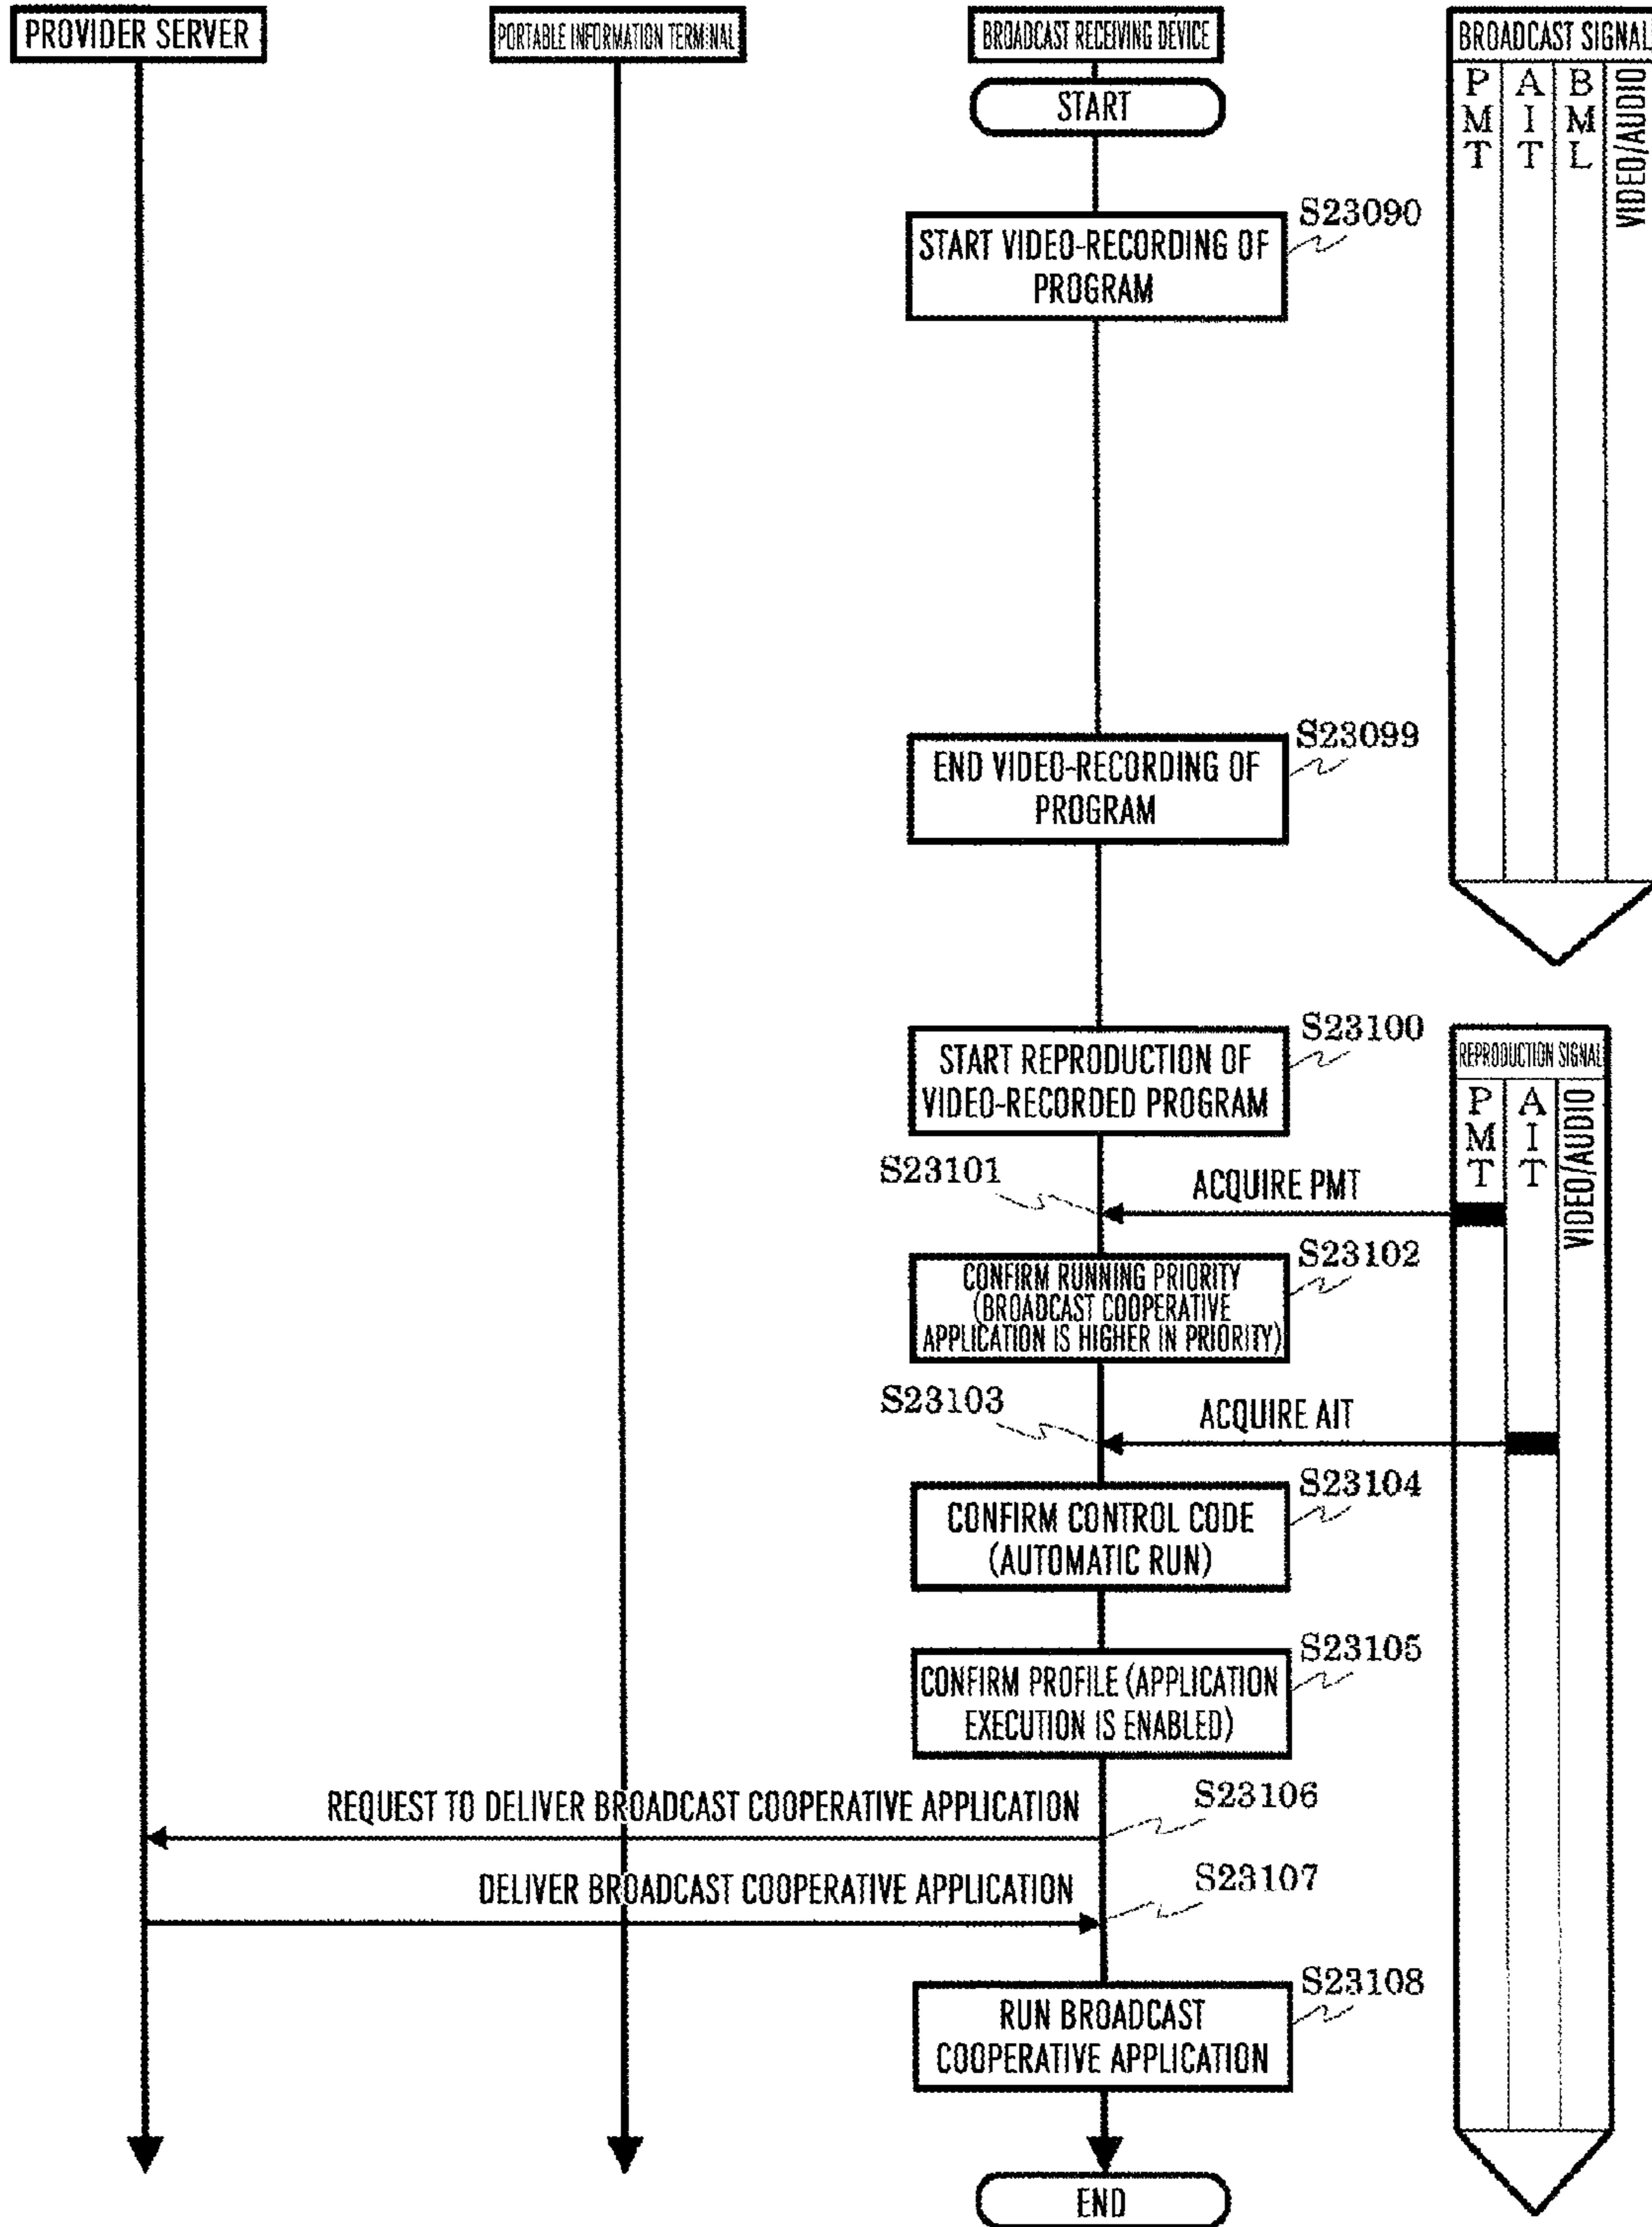 PROVIDER SERVER
PORTABLE INFORMATION TERMINAL
BROADCAST RECEIVING DEVICE
BROADCAST SIGNAL
PMT
AIT
BML
VIDEO/AUDIO
START
S23090
START VIDEO-RECORDING OF
PROGRAM
S23099
END VIDEO-RECORDING OF
PROGRAM
S23100
START REPRODUCTION OF
VIDEO-RECORDED PROGRAM
REPRODUCTION SIGNAL
PMT
AIT
VIDEO/AUDIO
S23101
ACQUIRE PMT
S23102
CONFIRM RUNNING PRIORITY
(BROADCAST COOPERATIVE
APPLICATION IS HIGHER IN PRIORITY)
S23103
ACQUIRE AIT
S23104
CONFIRM CONTROL CODE
(AUTOMATIC RUN)
S23105
CONFIRM PROFILE (APPLICATION
EXECUTION IS ENABLED)
REQUEST TO DELIVER BROADCAST COOPERATIVE APPLICATION
S23106
DELIVER BROADCAST COOPERATIVE APPLICATION
S23107
S23108
RUN BROADCAST
COOPERATIVE APPLICATION
END